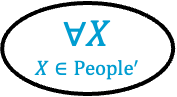 ∀X
X ∈ People′